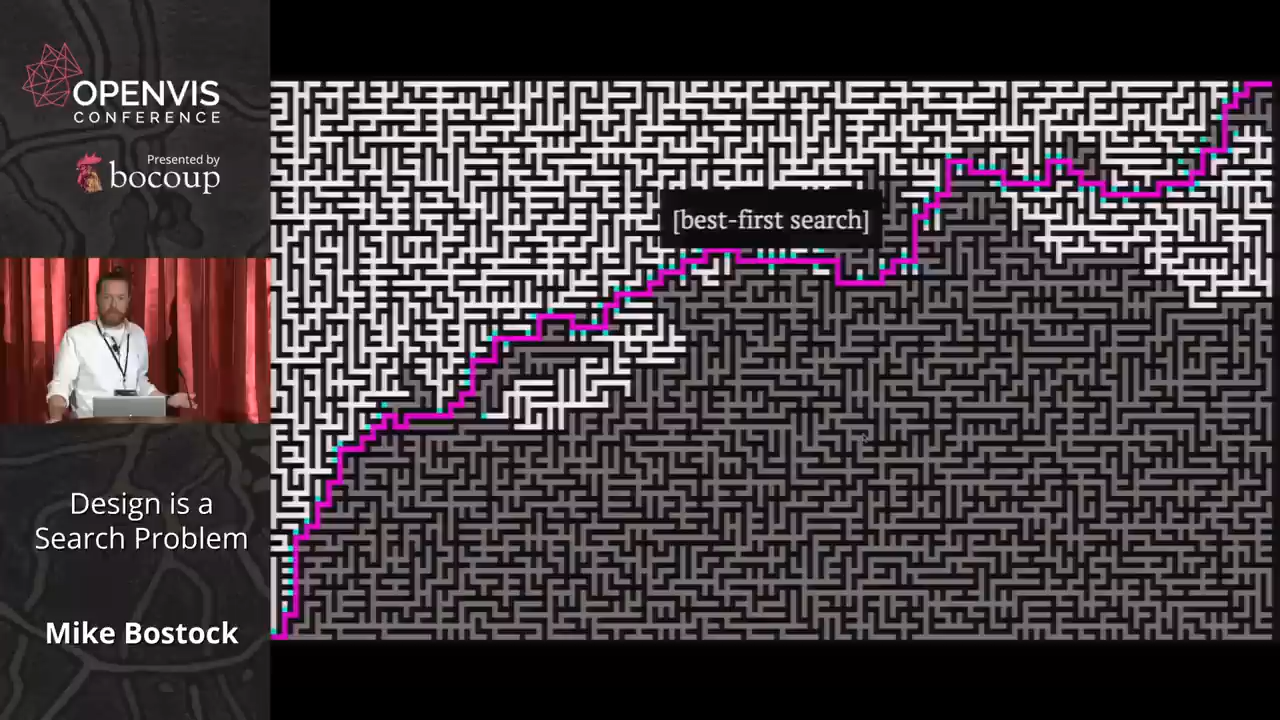 OPENVIS
CONFERENCE
Presented by
bocoup
[best-first search]
Design is a
Search Problem
Mike Bostock